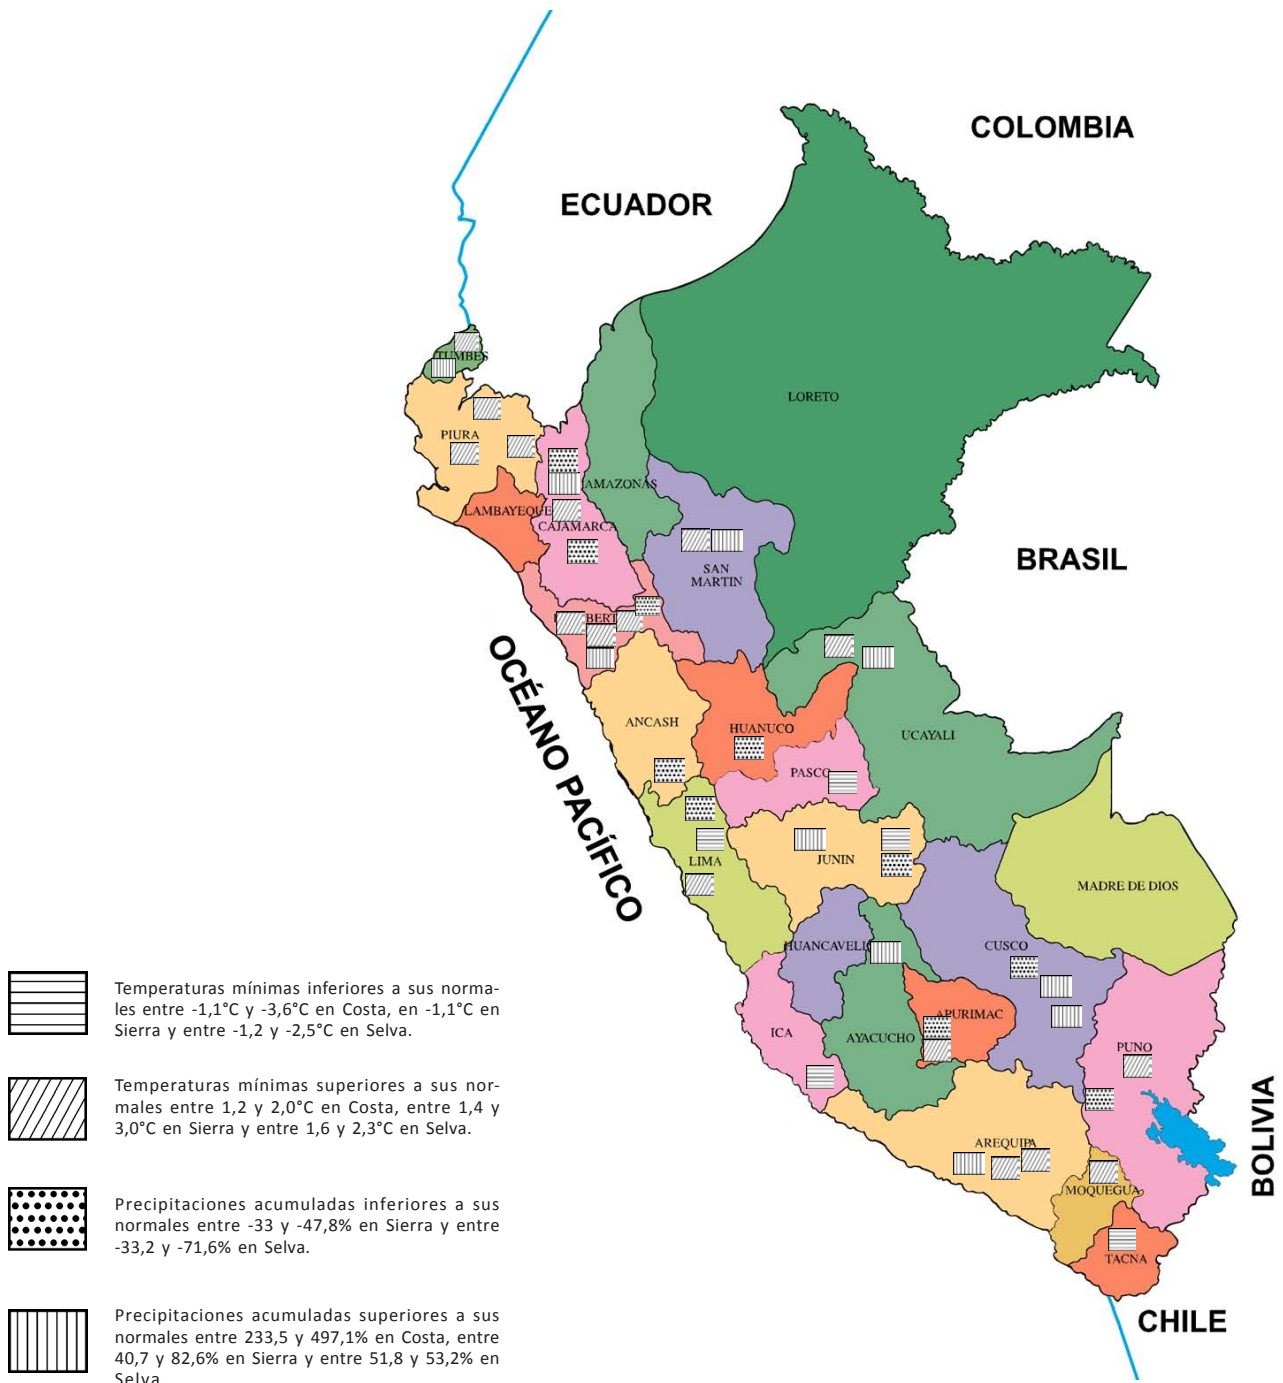 COLOMBIA
ECUADOR
TUMBES
LORETO
PIURA
AMAZONAS
LAMBAYEQUE
CAJAMARCA
BRASIL
SAN
MARTIN
BERT
OCÉANO PACÍFICO
ANCASH
HUANUCO
UCAYALI
PASCO
LIMA
JUNIN
MADRE DE DIOS
HUANCAVELI
CUSCO
APURIMAC
ICA
AYACUCHO
PUNO
BOLIVIA
AREQUIPA
MOQUEGUA
TACNA
CHILE
Temperaturas mínimas inferiores a sus norma-
les entre -1,1°C y -3,6°C en Costa, en -1,1°C en
Sierra y entre -1,2 y -2,5°C en Selva.
Temperaturas mínimas superiores a sus nor-
males entre 1,2 y 2,0°C en Costa, entre 1,4 y
3,0°C en Sierra y entre 1,6 y 2,3°C en Selva.
Precipitaciones acumuladas inferiores a sus
normales entre -33 y -47,8% en Sierra y entre
-33,2 y -71,6% en Selva.
Precipitaciones acumuladas superiores a sus
normales entre 233,5 y 497,1% en Costa, entre
40,7 y 82,6% en Sierra y entre 51,8 y 53,2% en
Selva